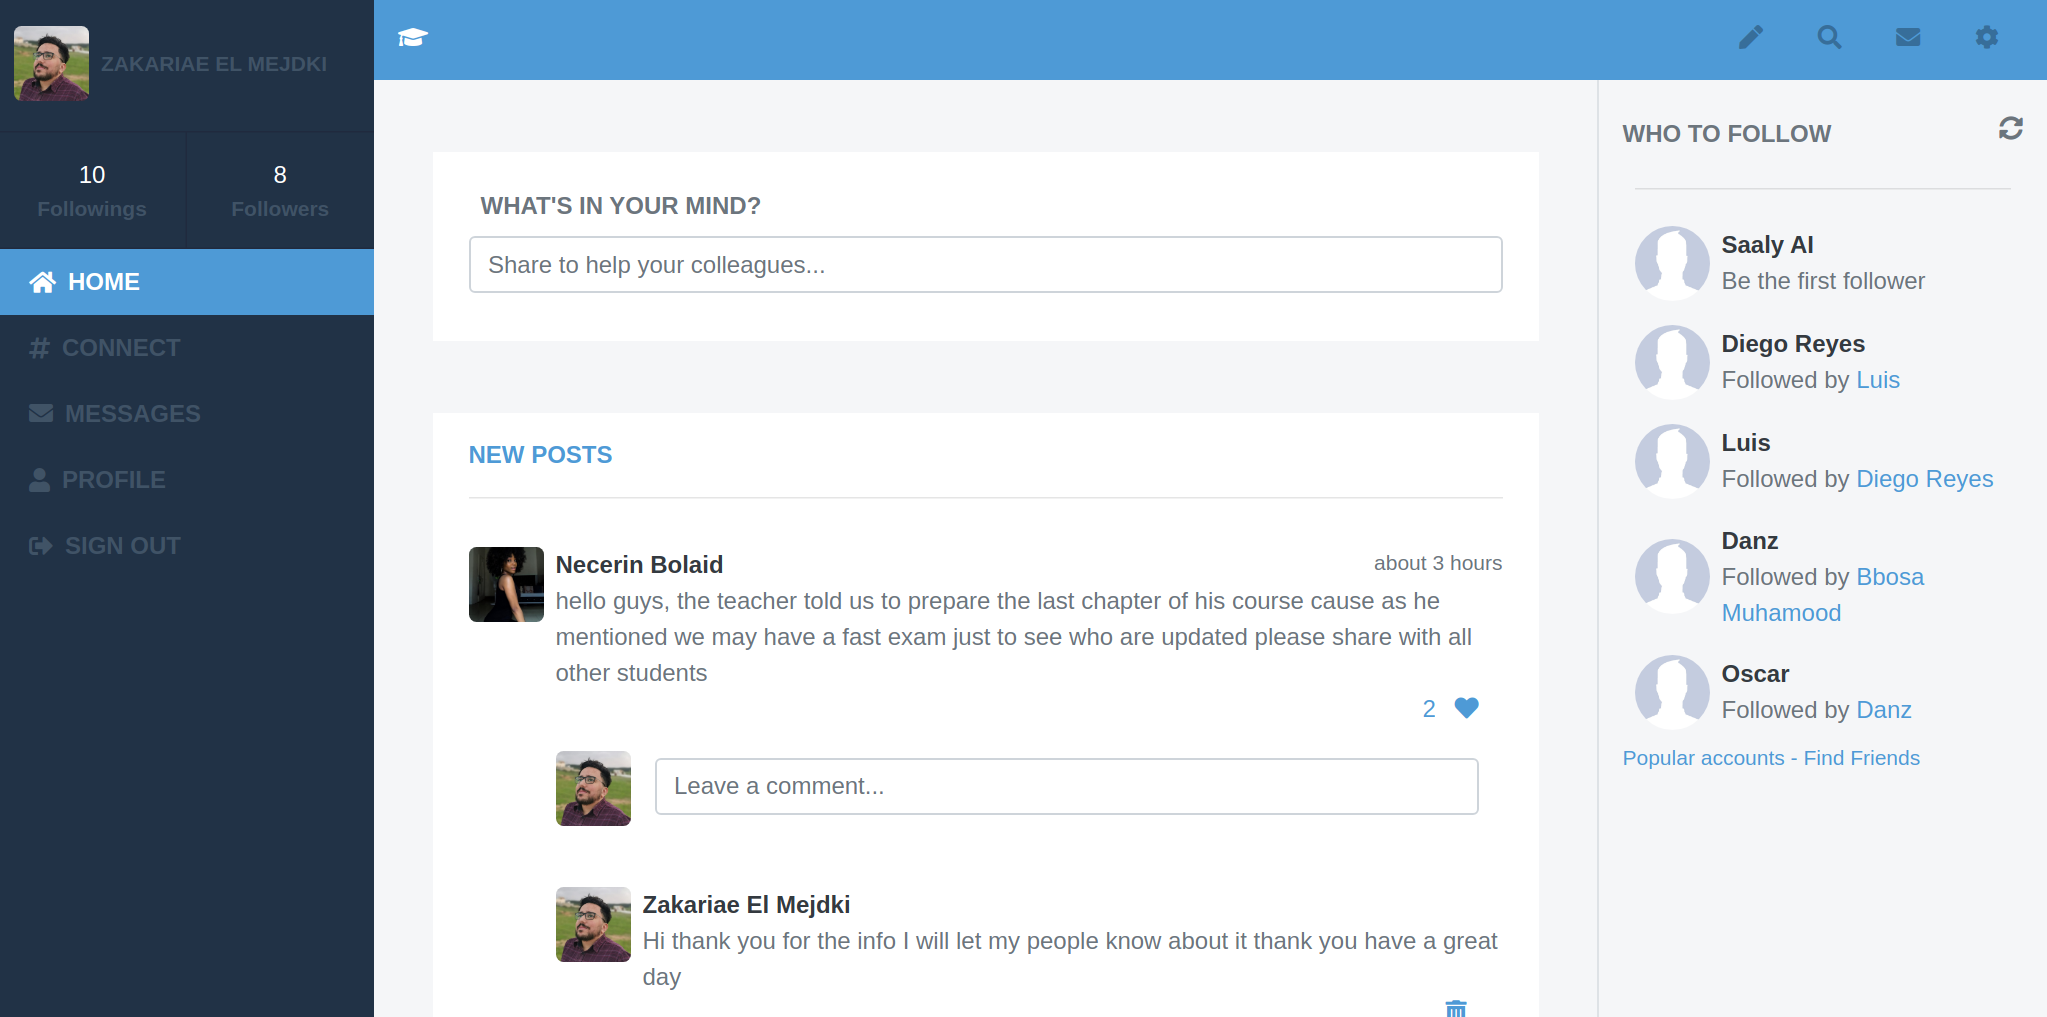 ZAKARIAE EL MEJDKI
10
Followings
8
Followers
HOME
CONNECT
MESSAGES
PROFILE
SIGN OUT
WHAT'S IN YOUR MIND?
Share to help your colleagues...
NEW POSTS
Necerin Bolaid
about 3 hours
hello guys, the teacher told us to prepare the last chapter of his course cause as he
mentioned we may have a fast exam just to see who are updated please share with all
other students
2
Leave a comment...
Zakariae El Mejdki
Hi thank you for the info I will let my people know about it thank you have a great
day
WHO TO FOLLOW
Saaly AI
Be the first follower
Diego Reyes
Followed by Luis
Luis
Followed by Diego Reyes
Danz
Followed by Bbosa
Muhamood
Oscar
Followed by Danz
Popular accounts - Find Friends